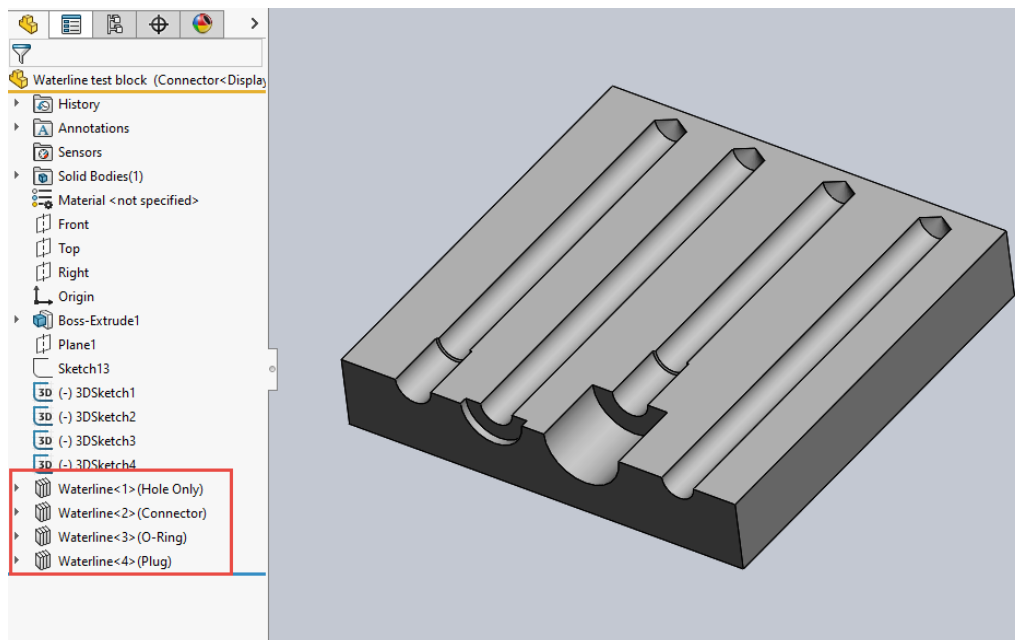 Waterline test block (Connector<Display
History
A Annotations
Sensors
Solid Bodies(1)
Material <not specified>
Front
Top
Right
Origin
Boss-Extrude1
Plane1
Sketch13
3D (-) 3DSketch1
3D (-) 3DSketch2
3D (-) 3DSketch3
3D (-) 3DSketch4
Waterline<1>(Hole Only)
Waterline<2>(Connector)
Waterline<3>(O-Ring)
Waterline<4>(Plug)